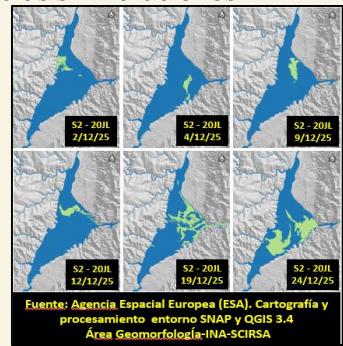 S2 - 20JL
2/12/25
S2 - 20JL
4/12/25
S2 - 20JL
9/12/25
S2 - 20JL
12/12/25
S2 - 20JL
19/12/25
S2 - 20JL
24/12/25
Fuente: Agencia Espacial Europea (ESA). Cartografía y
procesamiento entorno SNAP y QGIS 3.4
Área Geomorfología-INA-SCIRSA